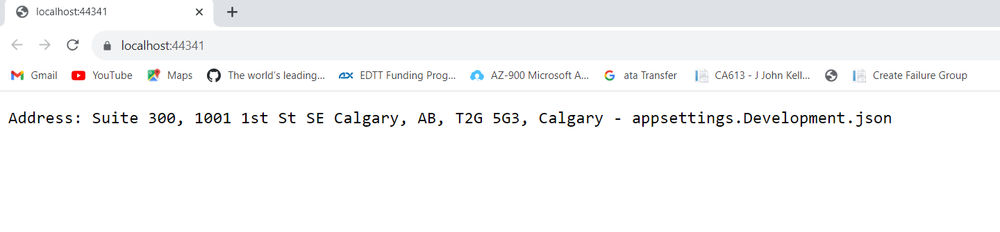 localhost:44341
localhost:44341
Gmail YouTube Maps The world's leading... EDTT Funding Prog... AZ-900 Microsoft A... ata Transfer CA613 - J John Kell... Create Failure Group
Address: Suite 300, 1001 1st St SE Calgary, AB, T2G 5G3, Calgary - appsettings.Development.json